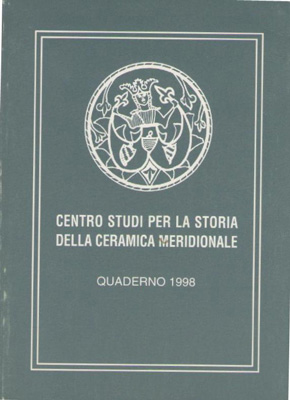 CENTRO STUDI PER LA STORIA
DELLA CERAMICA MERIDIONALE
QUADERNO 1998